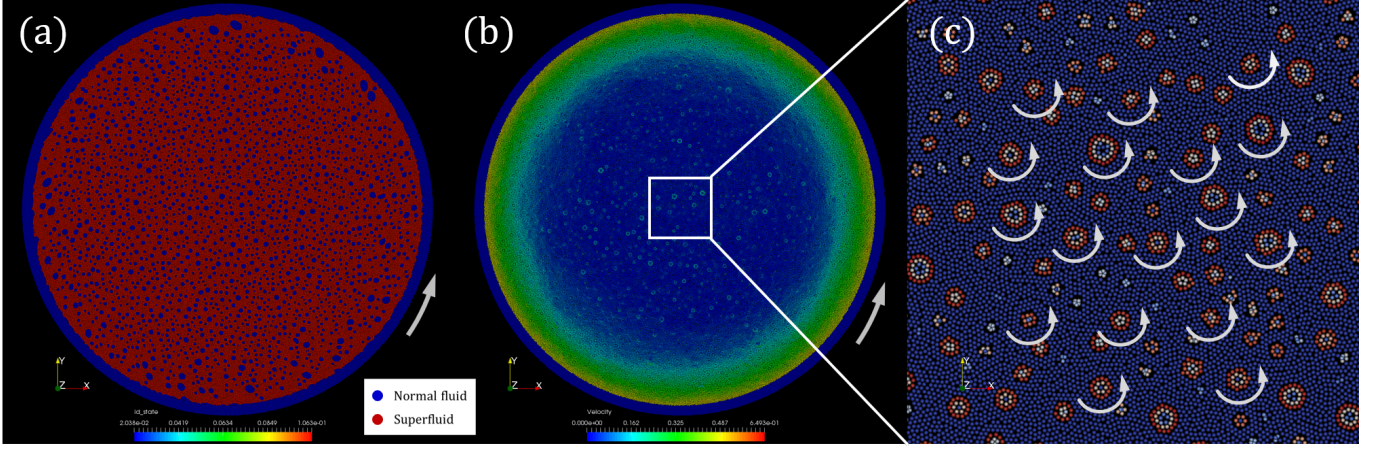 (a)
(b)
(c)
Y
Z X
Y
Z X
Y
Z X
Normal fluid
Superfluid
id_state
2.038e-02 0.0419 0.0634 0.0849 1.063e-01
Velocity
0.000e+00 0.162 0.325 0.487 6.493e-01